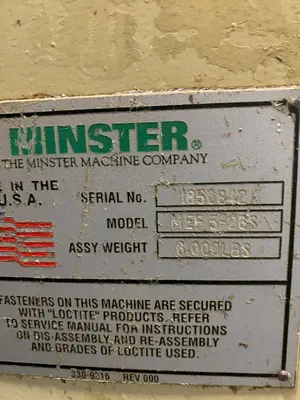 MINSTER®
THE MINSTER MACHINE COMPANY
E IN THE
U.S.A.
SERIAL No.
MODEL
ASSY WEIGHT 6,000LBS
FASTENERS ON THIS MACHINE ARE SECURED
WITH "LOCTITE" PRODUCTS. REFER
TO SERVICE MANUAL FOR INSTRUCTIONS
ON DIS-ASSEMBLY AND RE-ASSEMBLY
AND GRADES OF LOCTITE USED.
330-9216 REV 000